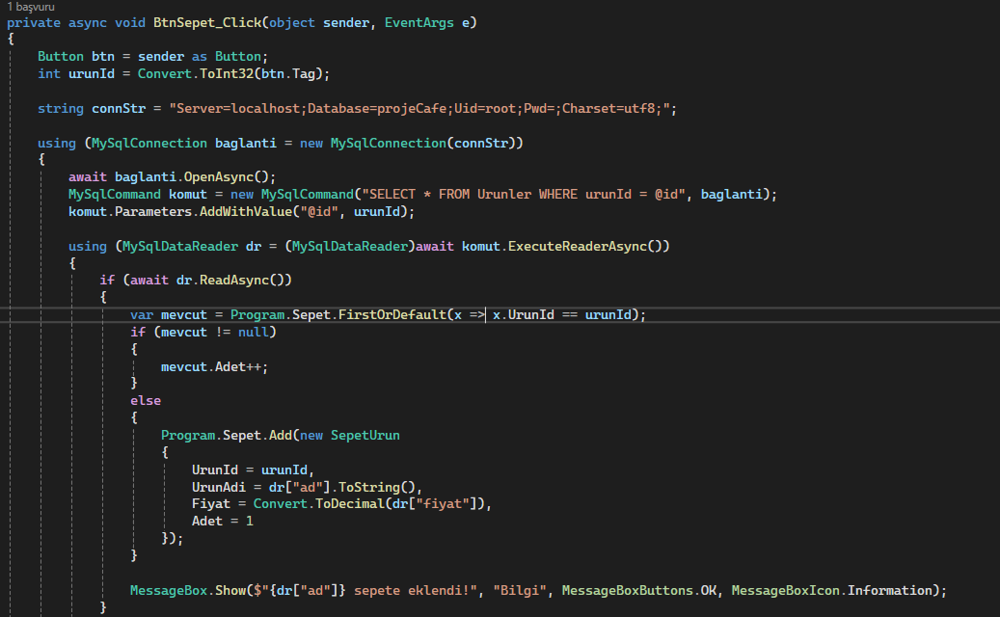 1 başvuru
private async void BtnSepet_Click(object sender, EventArgs e)
{
Button btn = sender as Button;
int urunId = Convert.ToInt32(btn.Tag);
string connStr = "Server=localhost;Database=projeCafe;Uid=root;Pwd=;Charset=utf8;";
using (MySqlConnection baglanti = new MySqlConnection(connStr))
{
await baglanti.OpenAsync();
MySqlCommand komut = new MySqlCommand("SELECT * FROM Urunler WHERE urunId = @id", baglanti);
komut.Parameters.AddWithValue("@id", urunId);
using (MySqlDataReader dr = (MySqlDataReader)await komut.ExecuteReaderAsync())
{
if (await dr.ReadAsync())
{
var mevcut = Program.Sepet.FirstOrDefault(x => x.UrunId == urunId);
if (mevcut != null)
{
mevcut.Adet++;
}
else
{
Program.Sepet.Add(new SepetUrun
{
UrunId = urunId,
UrunAdi = dr["ad"].ToString(),
Fiyat = Convert.ToDecimal(dr["fiyat"]),
Adet = 1
});
}
MessageBox.Show($"{dr["ad"]} sepete eklendi!", "Bilgi", MessageBoxButtons.OK, MessageBoxIcon.Information);
}